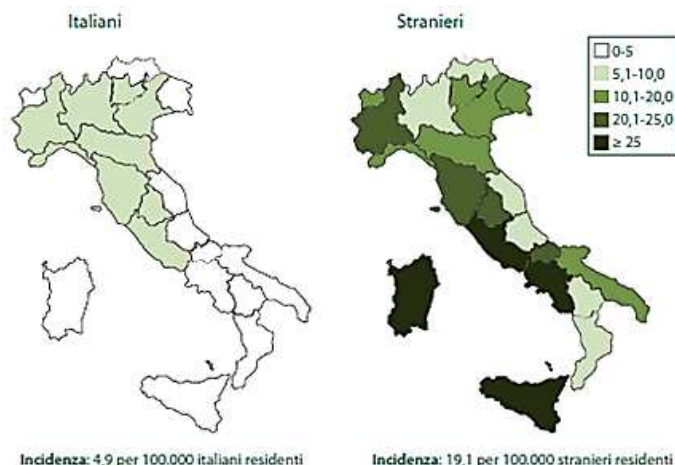 Italiani
Stranieri
0-5
5,1-10,0
10,1-20,0
20,1-25,0
≥ 25
Incidenza: 4,9 per 100.000 italiani residenti
Incidenza: 19,1 per 100.000 stranieri residenti